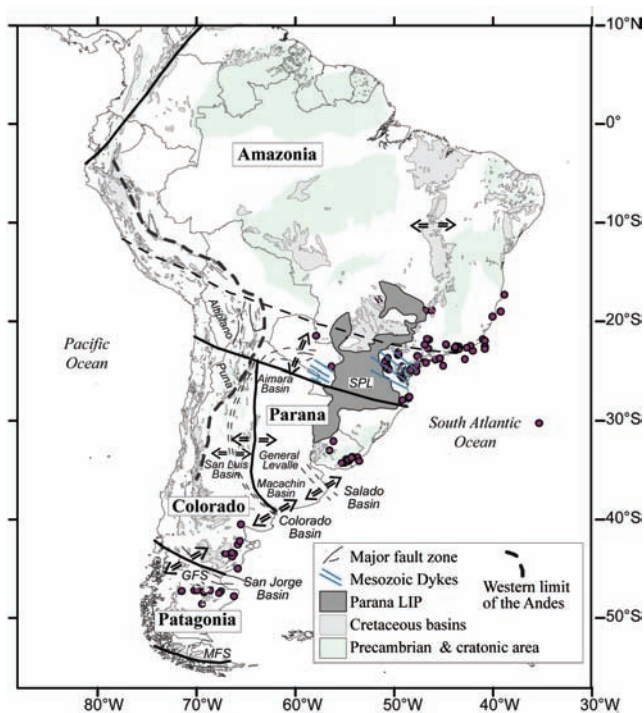 10°N
0°
10°S
20°S
30°S
40°S
50°S
80°W
70°W
60°W
50°W
40°W
30°W
Amazonia
Pacific
Ocean
Altiplano
Puna
Aimara
Basin
SPL
Parana
South Atlantic
Ocean
San Luis
Basin
General
Levalle
Macachin
Basin
Salado
Basin
Colorado
Colorado
Basin
GFS
San Jorge
Basin
Patagonia
MFS
Major fault zone
Mesozoic Dykes
Parana LIP
Cretaceous basins
Precambrian & cratonic area
Western limit
of the Andes